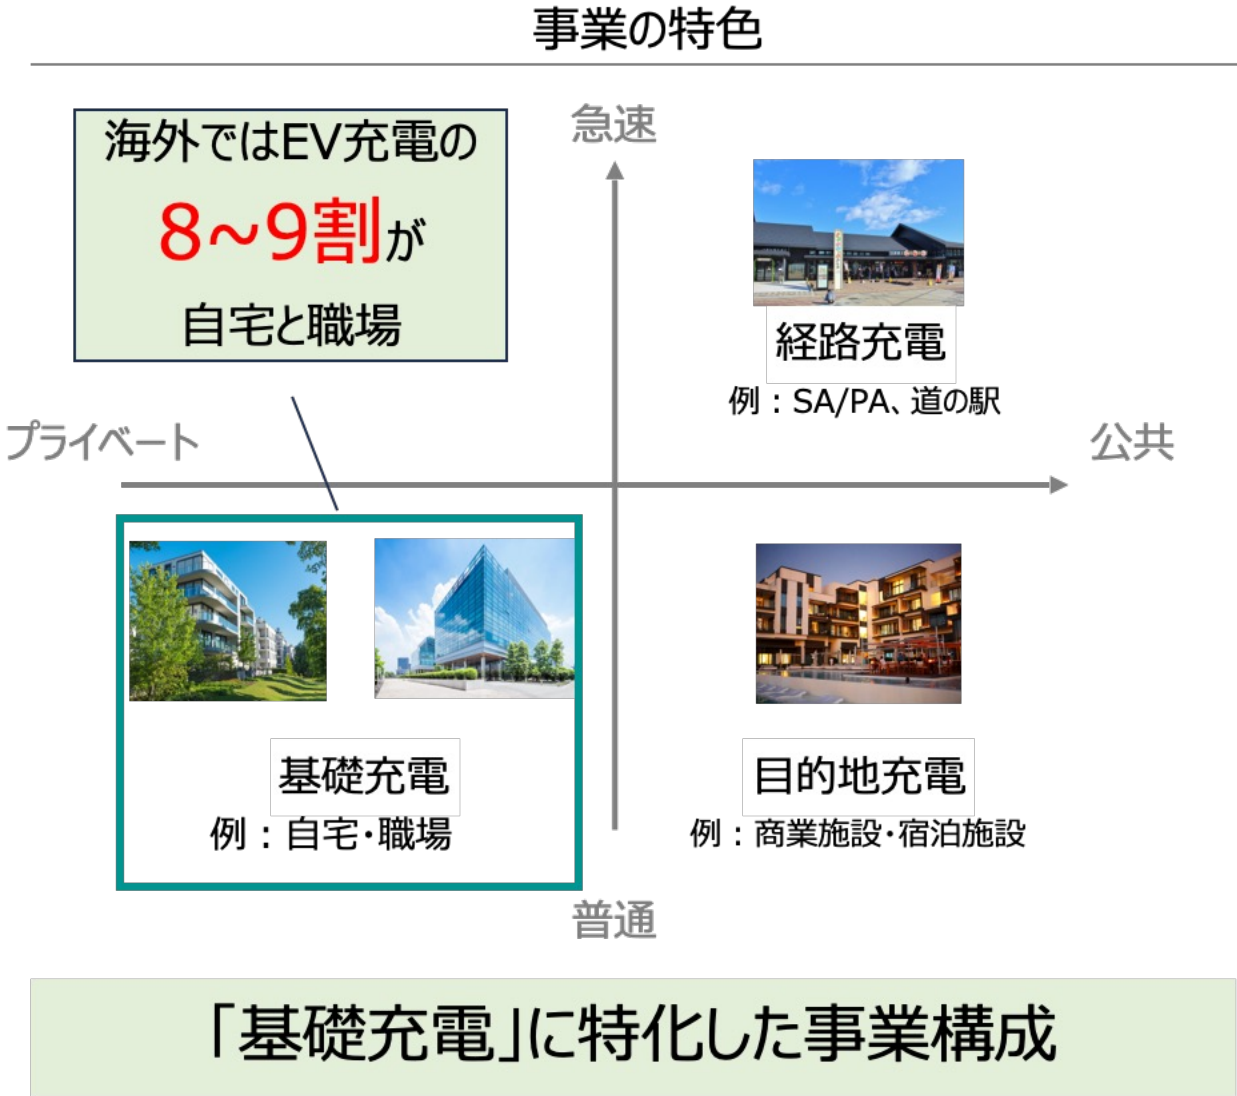 事業の特色
海外ではEV充電の
8~9割が
自宅と職場
急速
経路充電
例：SA/PA、道の駅
プライベート
公共
基礎充電
例：自宅・職場
目的地充電
例：商業施設・宿泊施設
普通
「基礎充電」に特化した事業構成